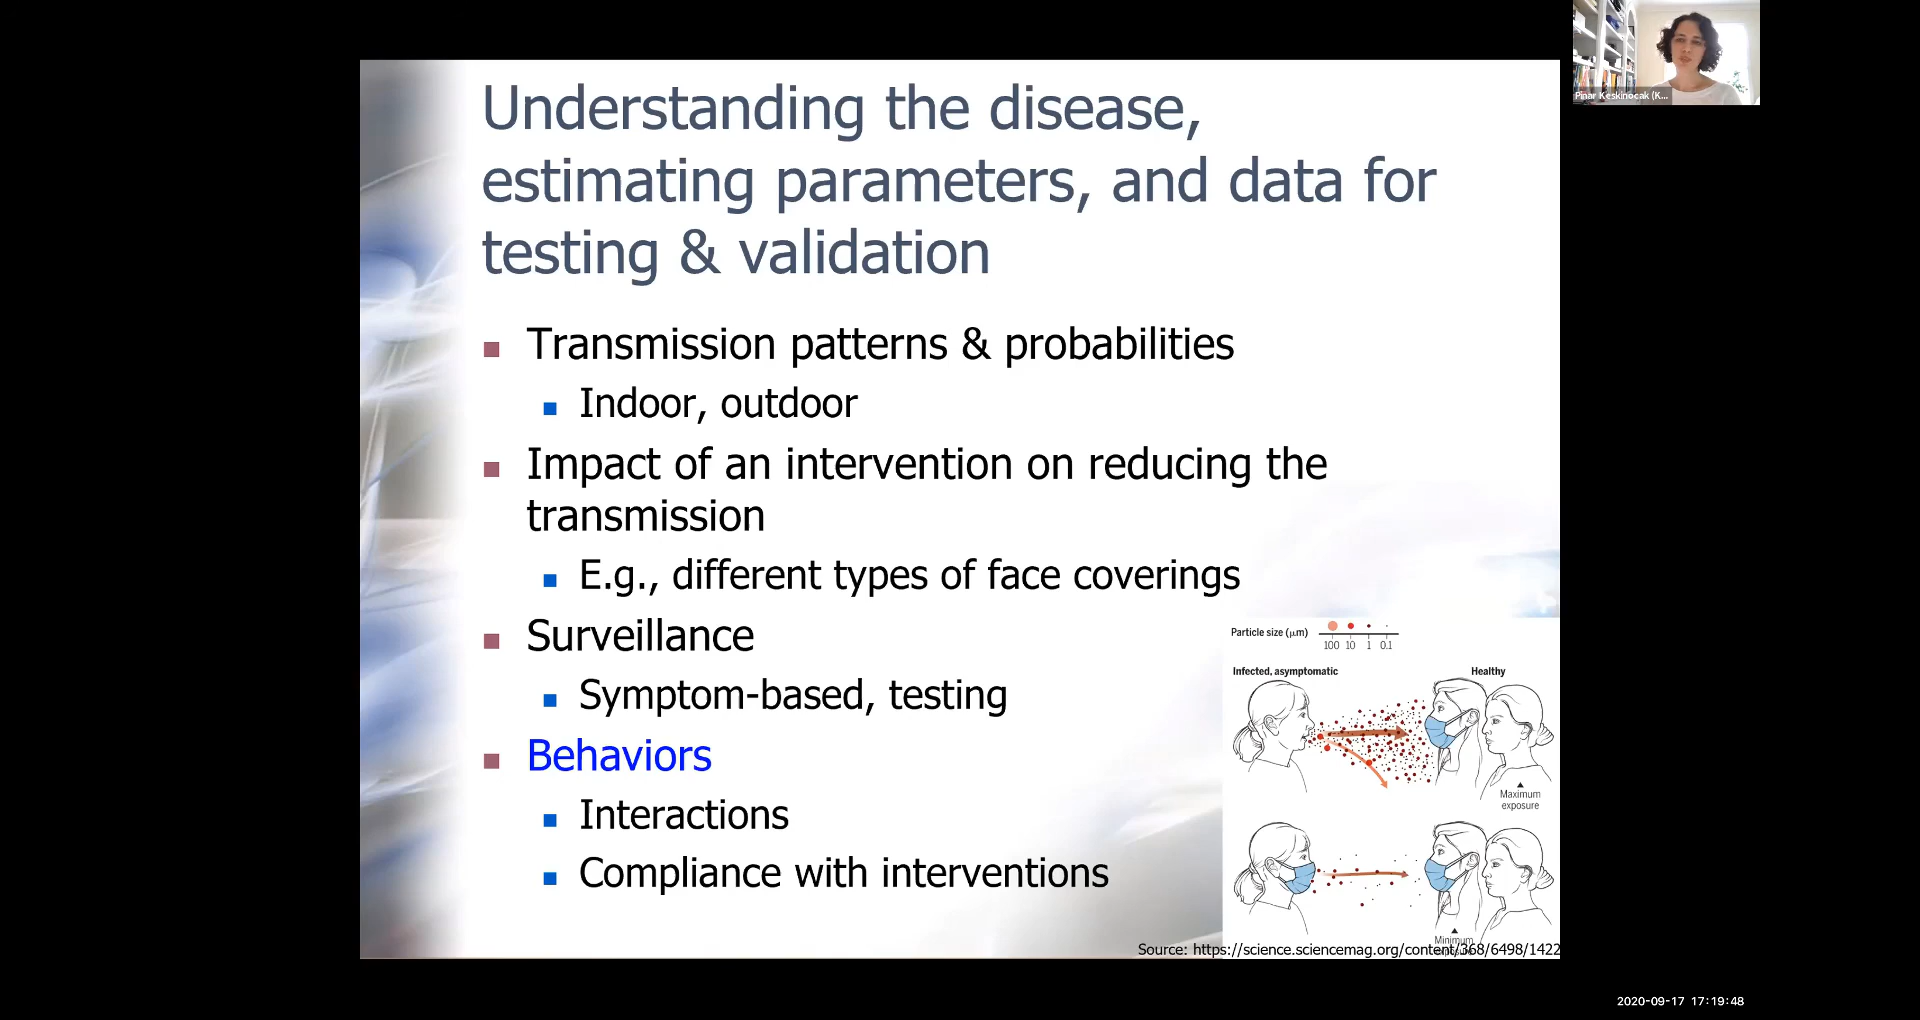 Pinar Keskinocak (K...
Understanding the disease,
estimating parameters, and data for
testing & validation
Transmission patterns & probabilities
Indoor, outdoor
Impact of an intervention on reducing the
transmission
E.g., different types of face coverings
Surveillance
Symptom-based, testing
Behaviors
Interactions
Compliance with interventions
Particle size (μm)
100 10 1 0.1
Infected, asymptomatic
Healthy
Maximum
exposure
Minimum
Source: https://science.sciencemag.org/content/368/6498/1422
2020-09-17 17:19:48